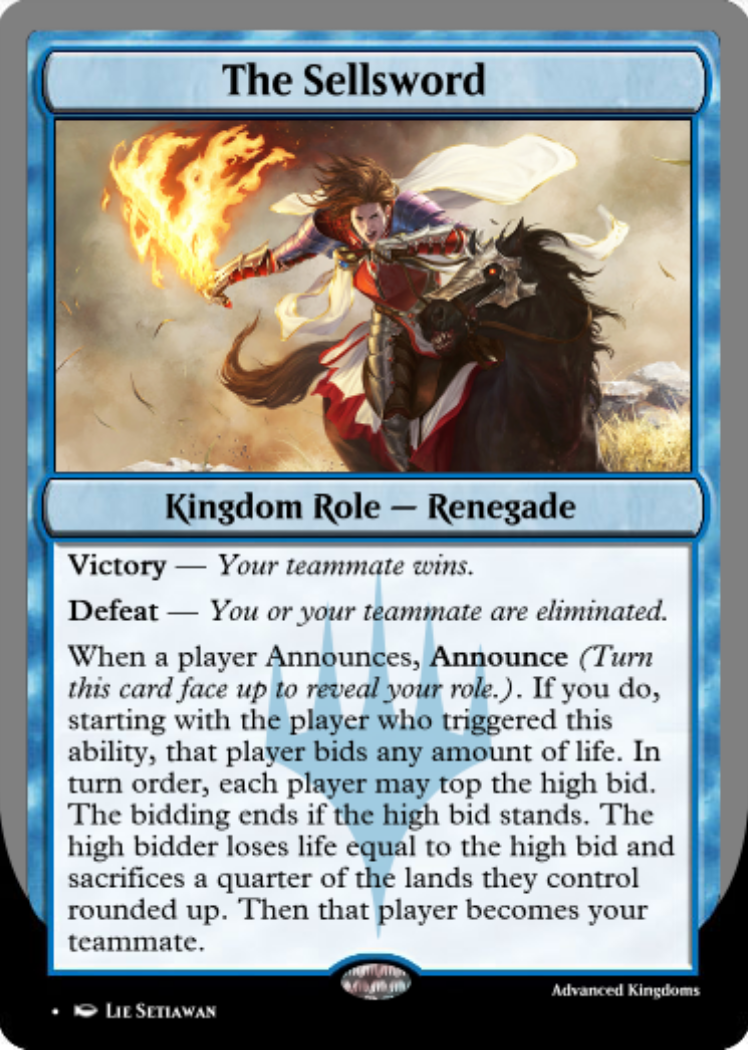 The Sellsword
Kingdom Role — Renegade
Victory — Your teammate wins.
Defeat — You or your teammate are eliminated.
When a player Announces, Announce (Turn
this card face up to reveal your role.). If you do,
starting with the player who triggered this
ability, that player bids any amount of life. In
turn order, each player may top the high bid.
The bidding ends if the high bid stands. The
high bidder loses life equal to the high bid and
sacrifices a quarter of the lands they control
rounded up. Then that player becomes your
teammate.
Advanced Kingdoms
• Lie Setiawan